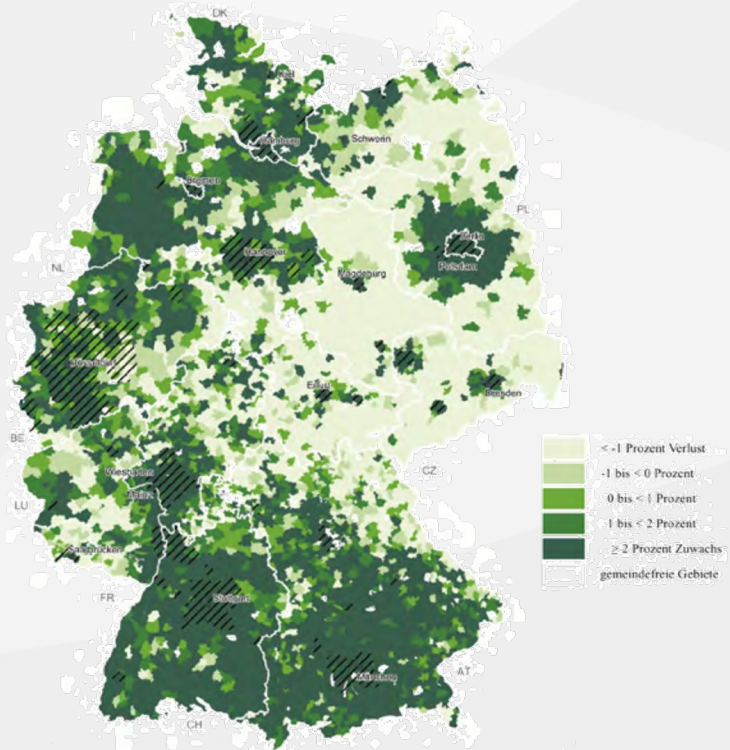 DK
Kiel
Hamburg
Schwerin
Bremen
PL
Berlin
Hannover
Potsdam
NL
Magdeburg
Düsseldorf
Erfurt
Dresden
BE
Wiesbaden
CZ
Mainz
LU
Saarbrücken
FR
Stuttgart
AT
München
CH
< -1 Prozent Verlust
-1 bis < 0 Prozent
0 bis < 1 Prozent
1 bis < 2 Prozent
≥ 2 Prozent Zuwachs
gemeindefreie Gebiete